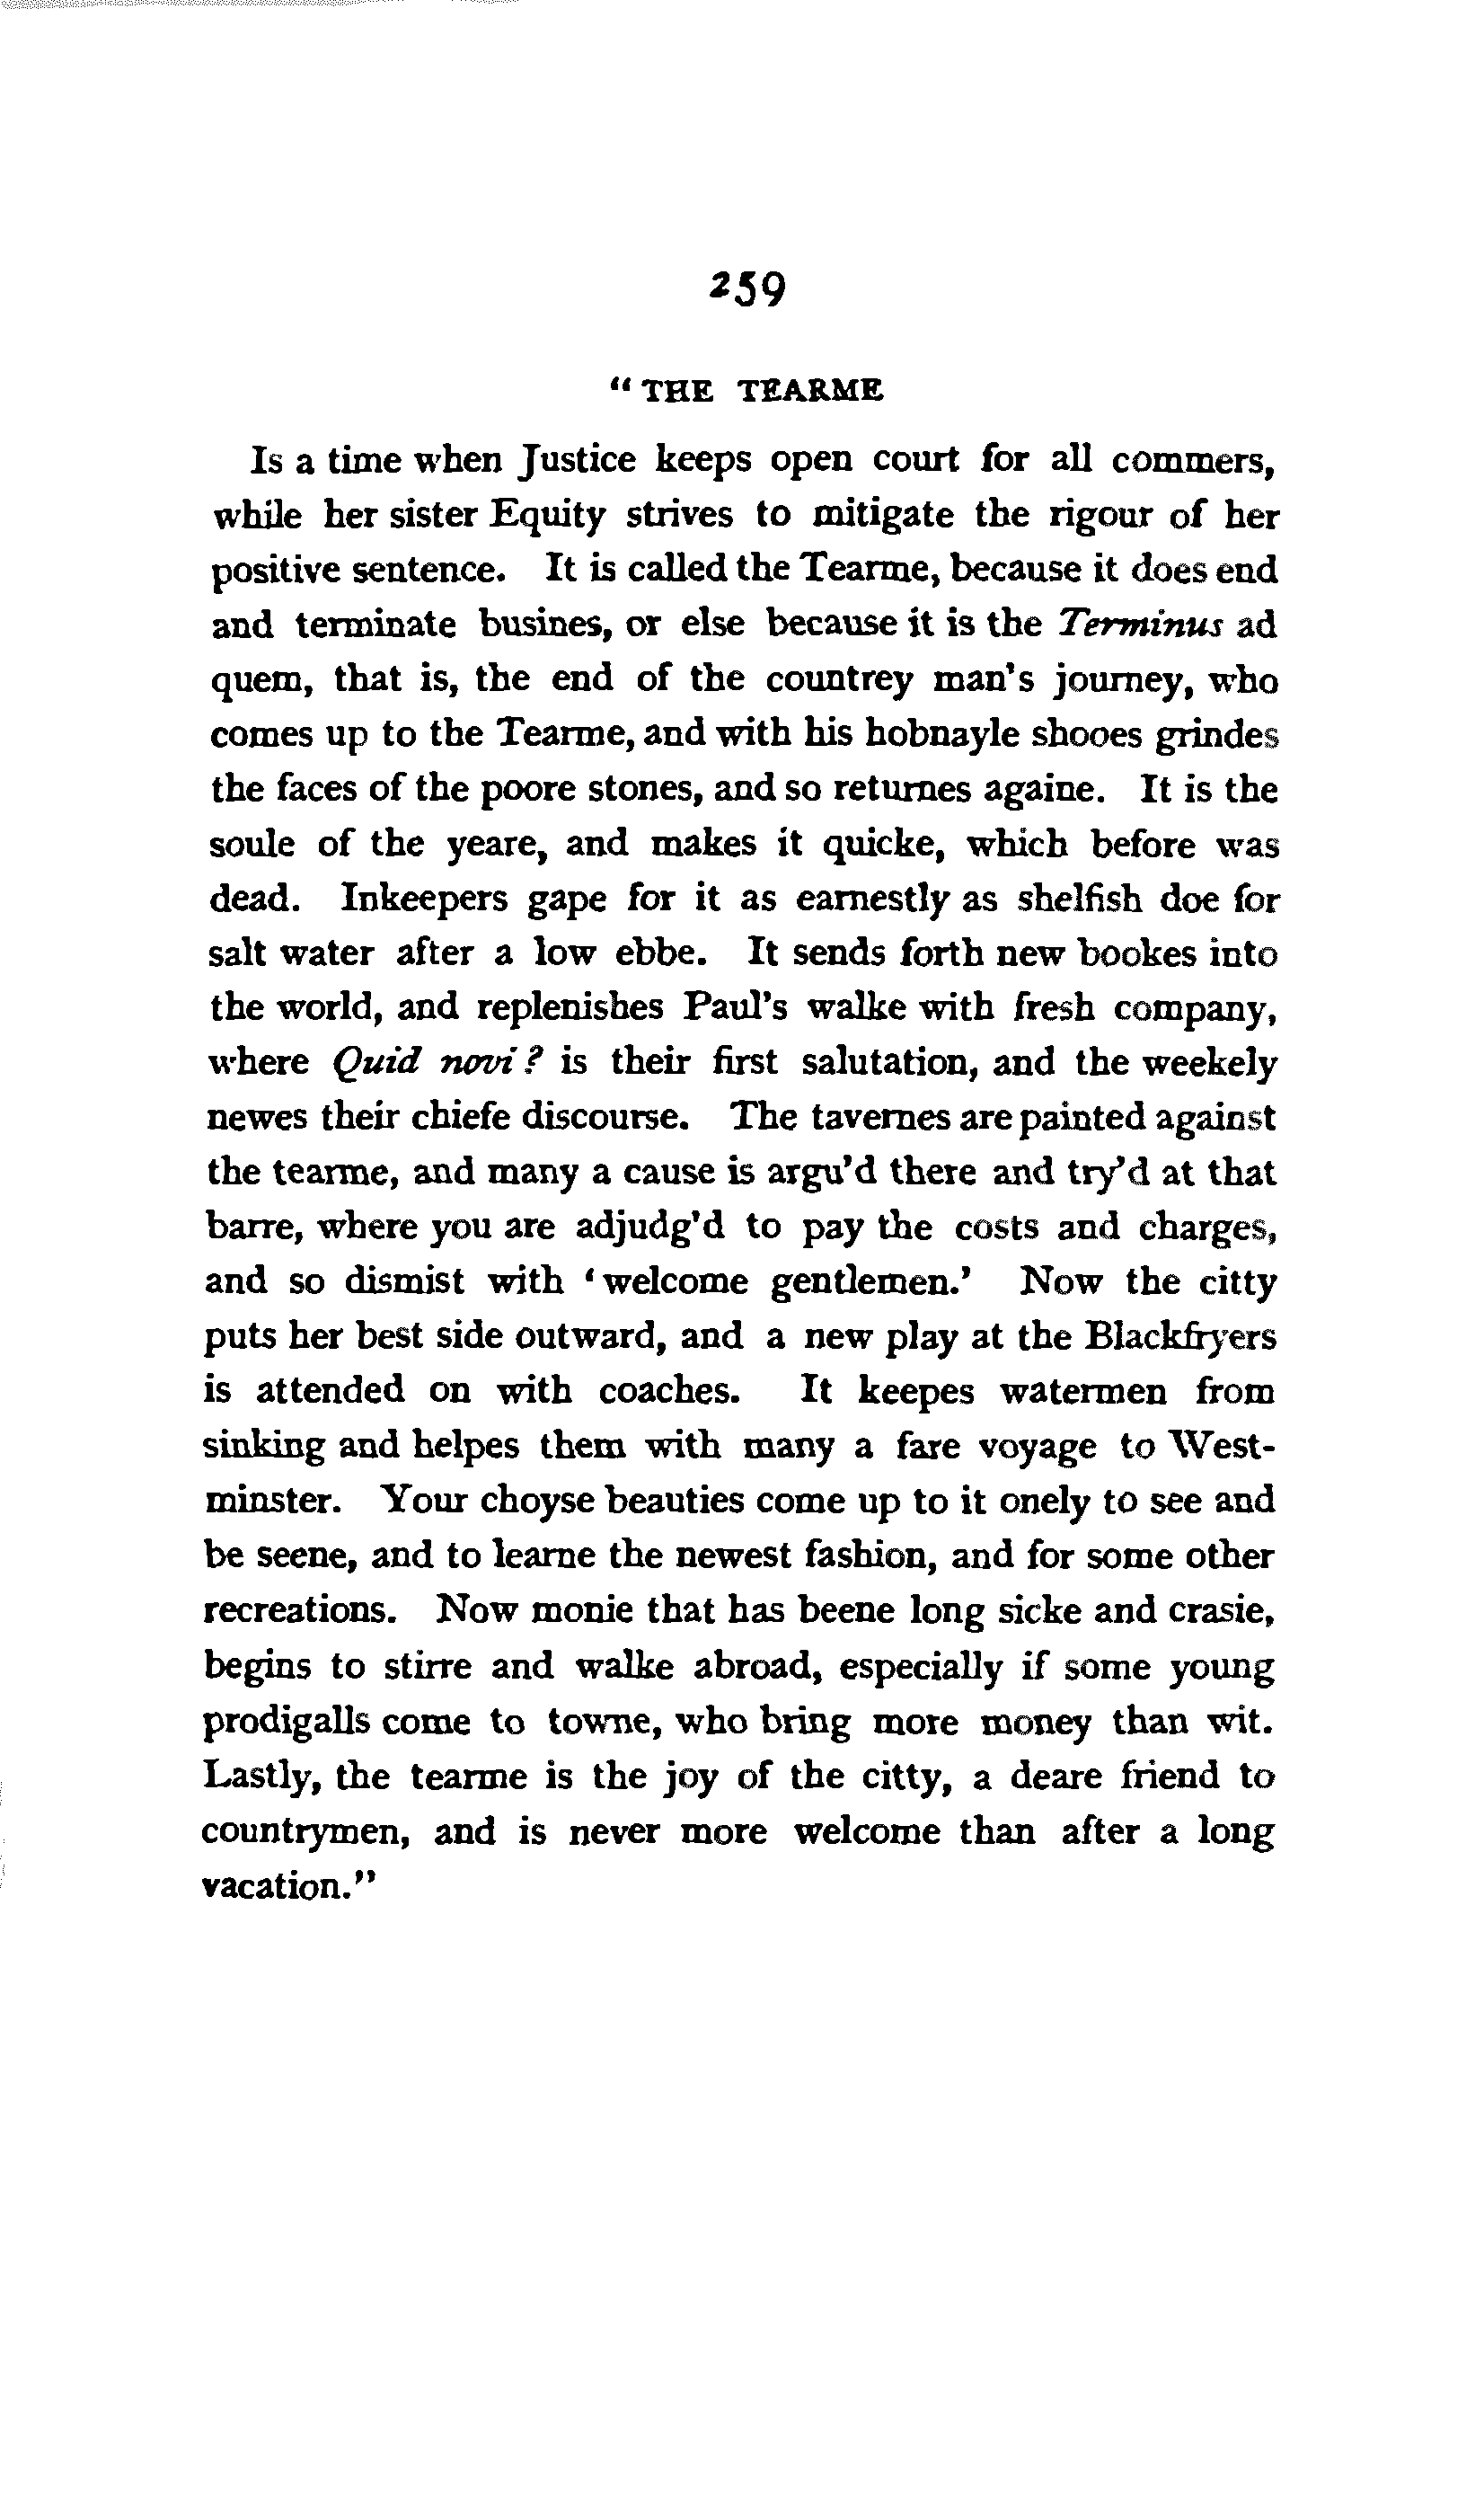 259
“ THE TEARME
Is a time when Justice keeps open court for all commers,
while her sister Equity strives to mitigate the rigour of her
positive sentence. It is called the Tearme, because it does end
and terminate busines, or else because it is the Terminus ad
quem, that is, the end of the countrey man's journey, who
comes up to the Tearme, and with his hobnayle shooes grindes
the faces of the poore stones, and so returnes againe. It is the
soule of the yeare, and makes it quicke, which before was
dead. Inkeepers gape for it as earnestly as shelfish doe for
salt water after a low ebbe. It sends forth new bookes into
the world, and replenishes Paul's walke with fresh company,
where Quid novi? is their first salutation, and the weekely
newes their chiefe discourse. The tavernes are painted against
the tearme, and many a cause is argu'd there and try'd at that
barre, where you are adjudg'd to pay the costs and charges,
and so dismist with ‘welcome gentlemen.’ Now the citty
puts her best side outward, and a new play at the Blackfryers
is attended on with coaches. It keepes watermen from
sinking and helpes them with many a fare voyage to West-
minster. Your choyse beauties come up to it onely to see and
be seene, and to learne the newest fashion, and for some other
recreations. Now monie that has beene long sicke and crasie,
begins to stirre and walke abroad, especially if some young
prodigalls come to towne, who bring more money than wit.
Lastly, the tearme is the joy of the citty, a deare friend to
countrymen, and is never more welcome than after a long
vacation.”